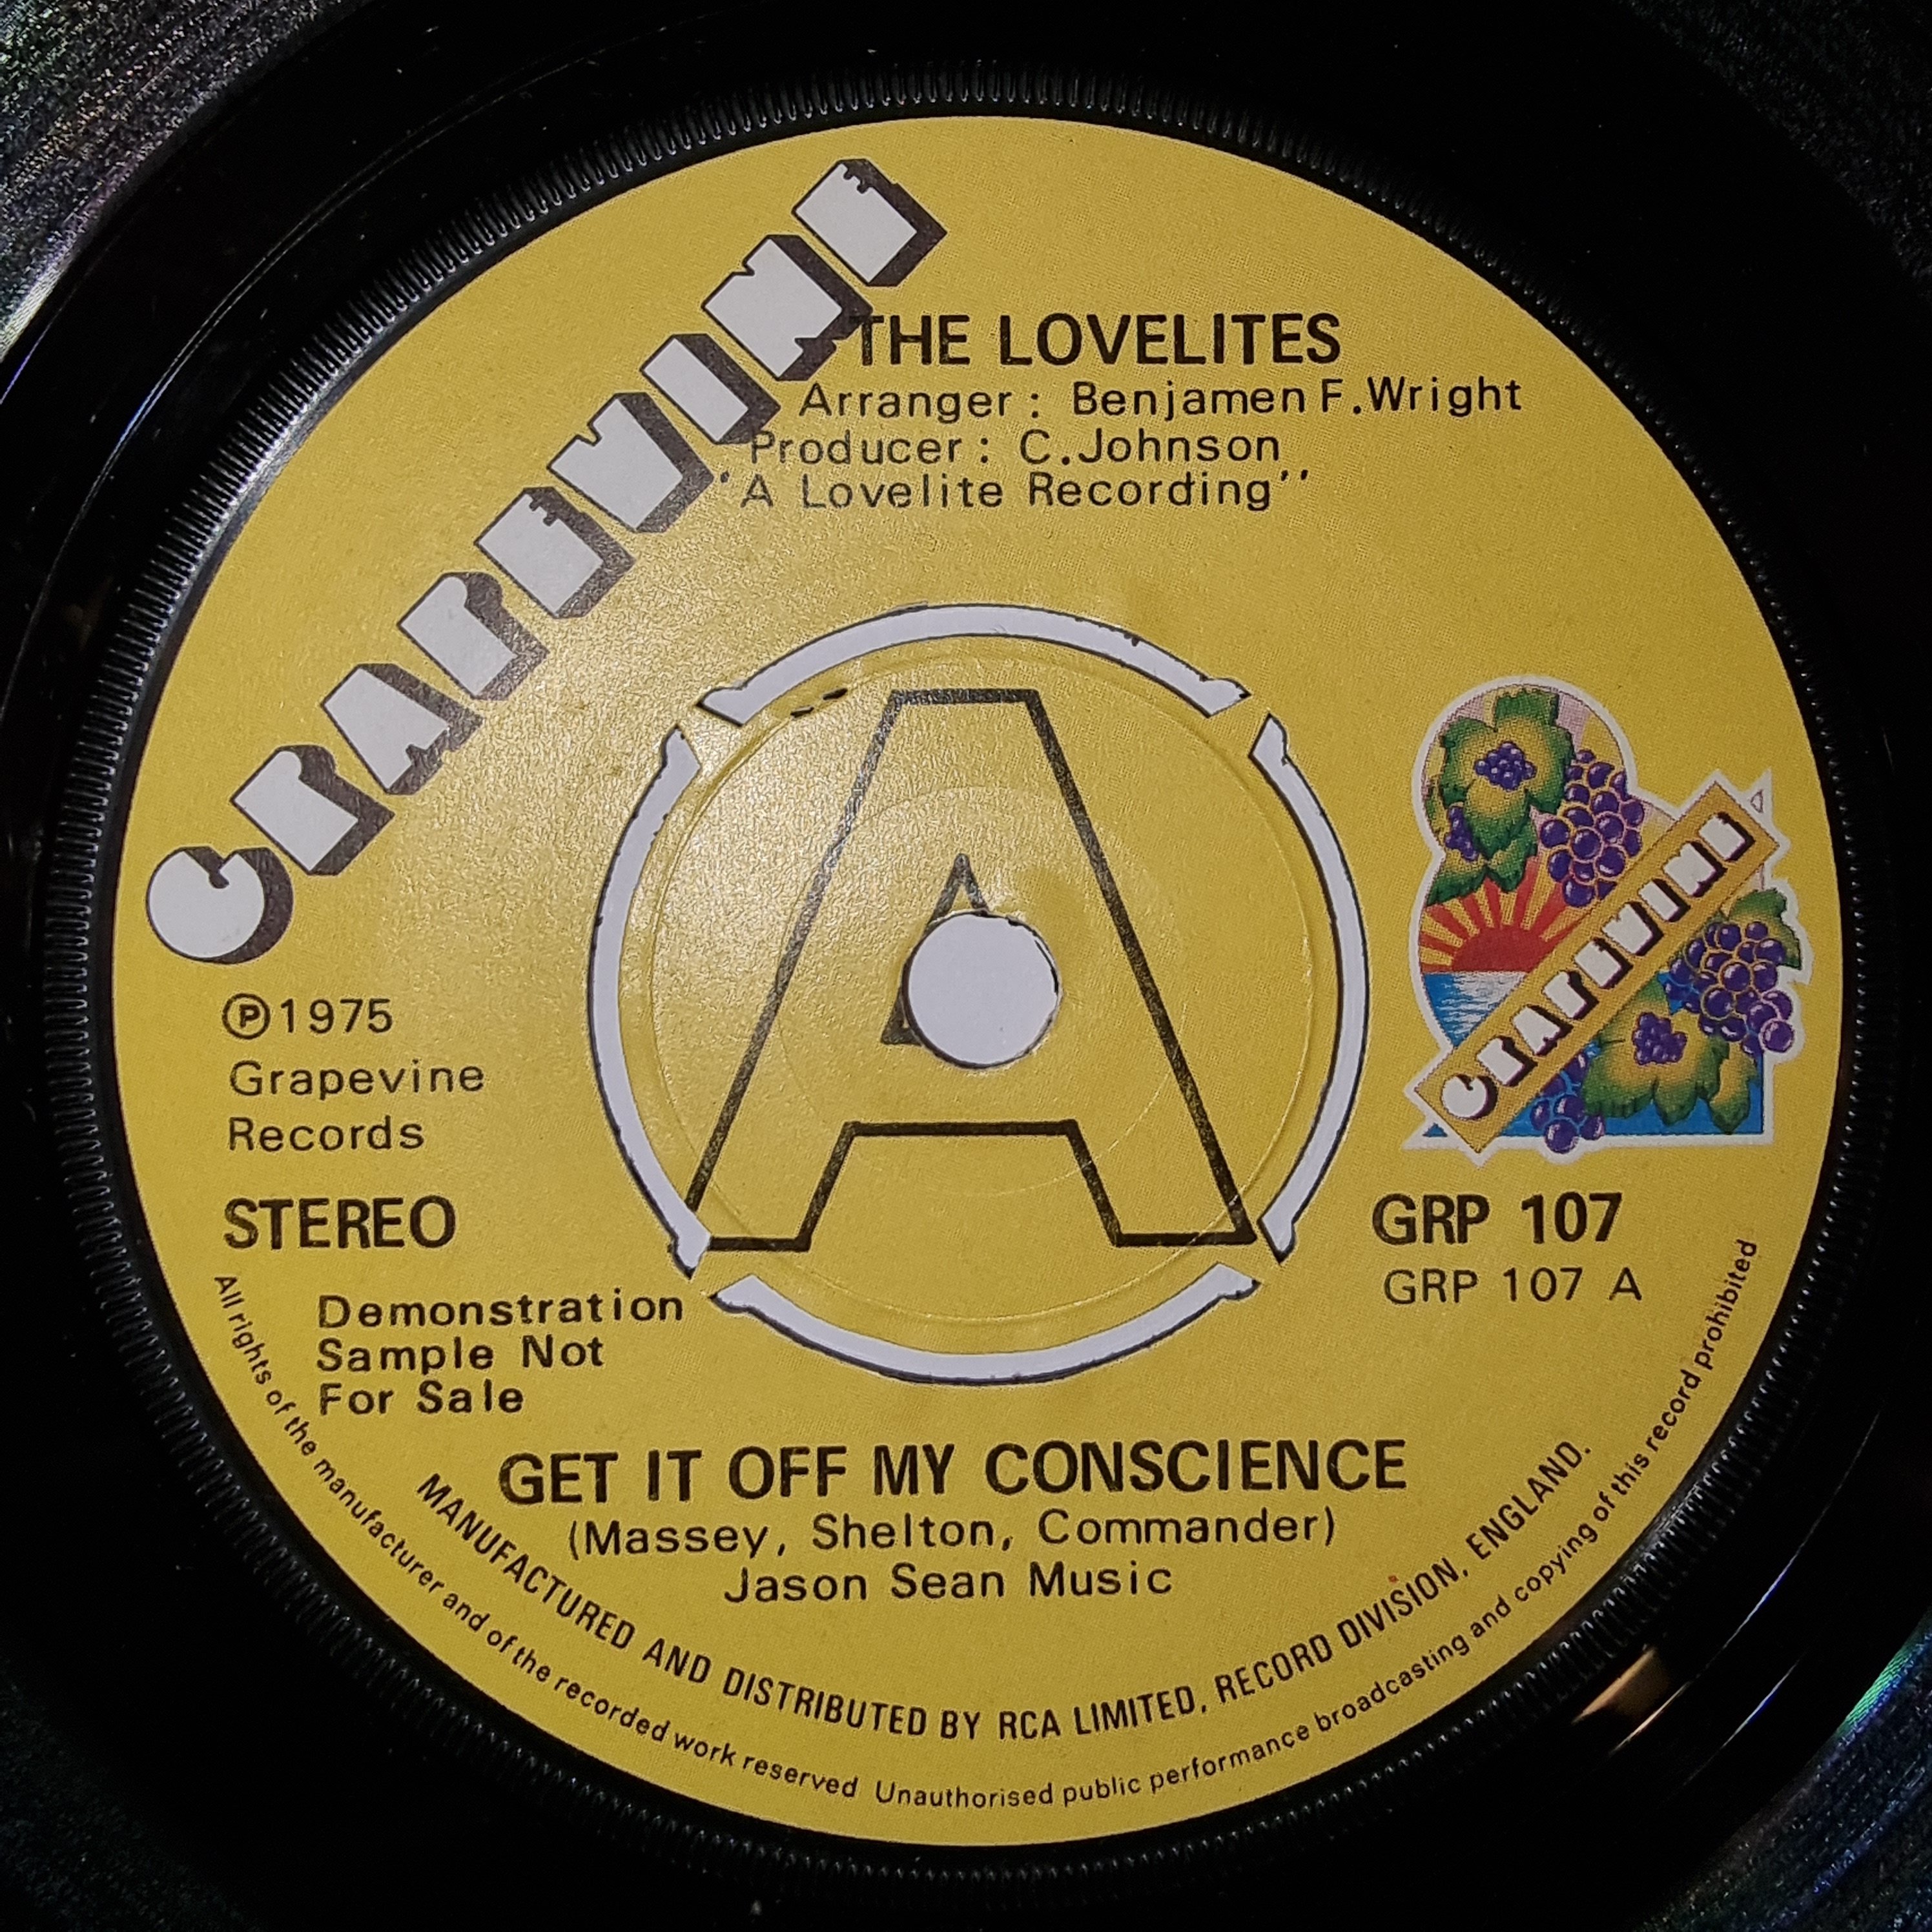 GRAPEVINE
THE LOVELITES
Arranger: Benjamen F. Wright
Producer: C. Johnson
"A Lovelite Recording"
A
GRAPEVINE
Ⓟ1975
Grapevine
Records
STEREO
GRP 107
GRP 107 A
Demonstration
Sample Not
For Sale
GET IT OFF MY CONSCIENCE
(Massey, Shelton, Commander)
Jason Sean Music
MANUFACTURED AND DISTRIBUTED BY RCA LIMITED, RECORD DIVISION, ENGLAND.
All rights of the manufacturer and of the recorded work reserved Unauthorised public performance broadcasting and copying of this record prohibited